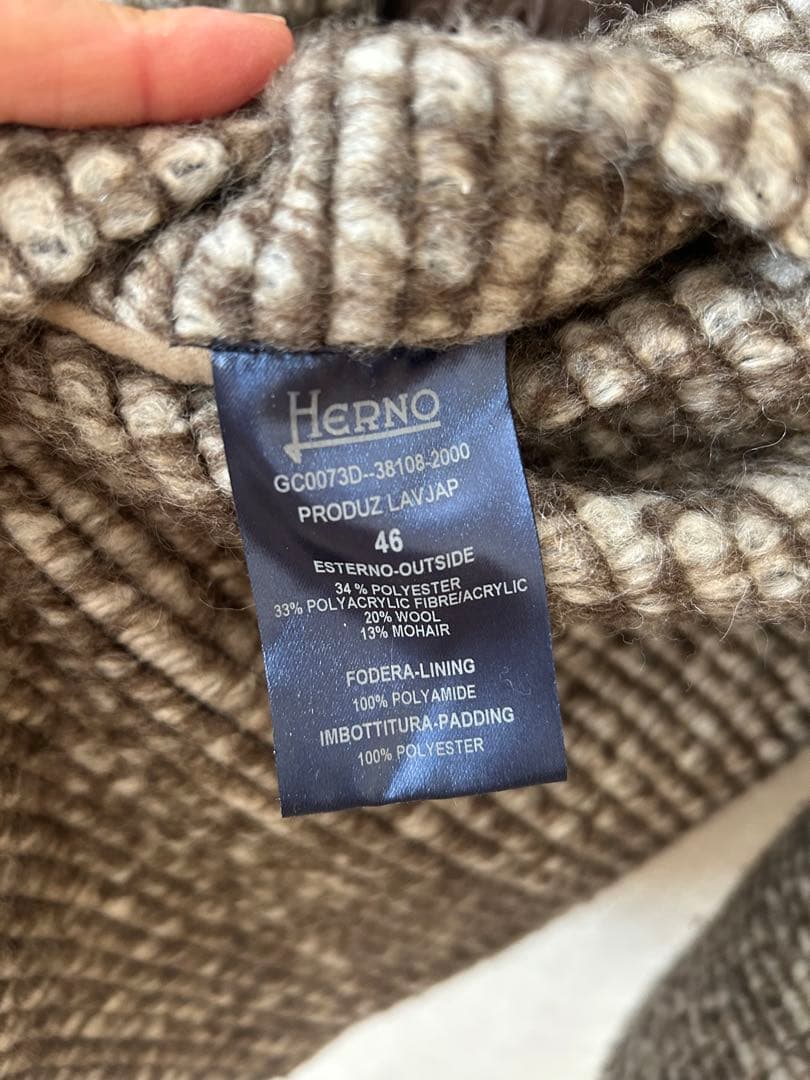 HERNO
GC0073D--38108-2000
PRODUZ LAVJAP
46
ESTERNO-OUTSIDE
34 % POLYESTER
33% POLYACRYLIC FIBRE/ACRYLIC
20% WOOL
13% MOHAIR
FODERA-LINING
100% POLYAMIDE
IMBOTTITURA-PADDING
100% POLYESTER